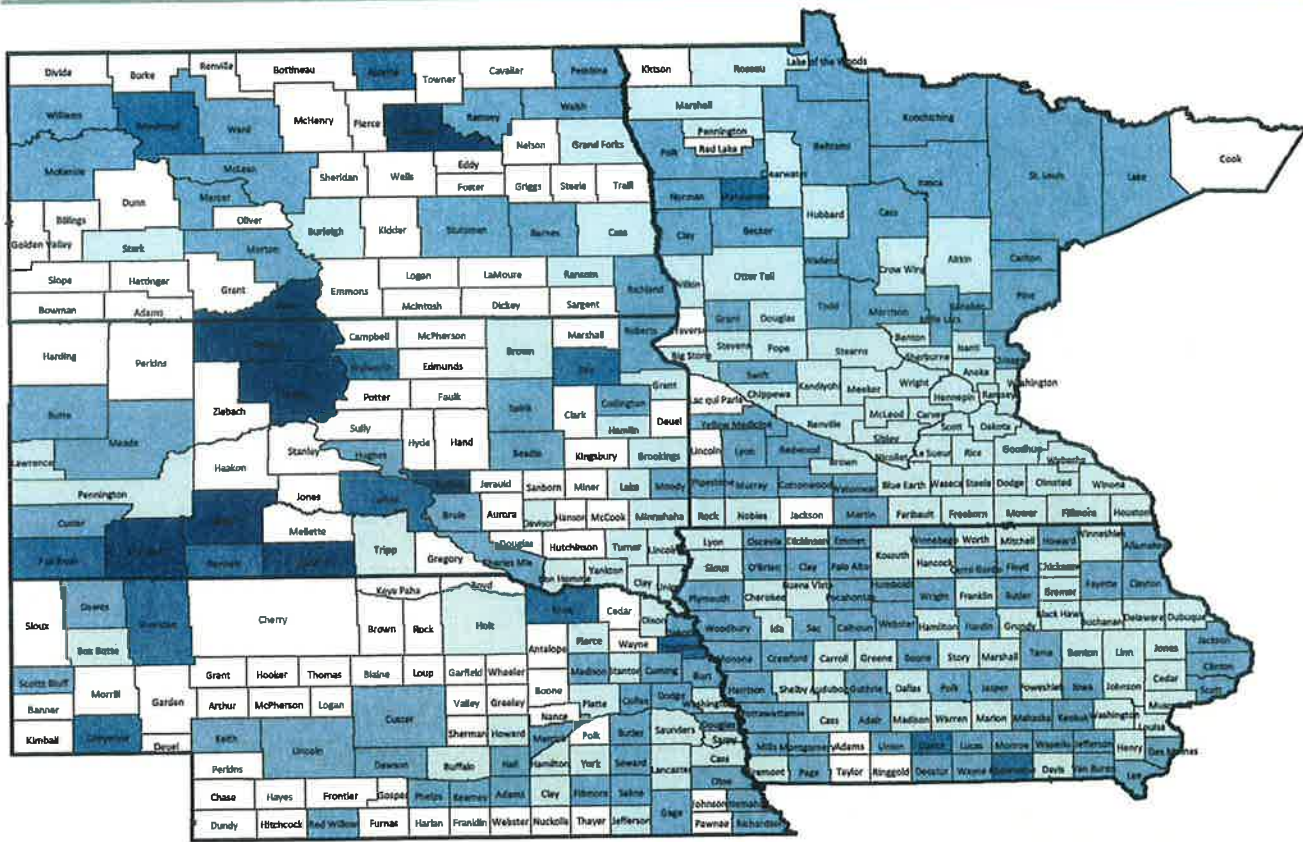 Divide Burke Renville Bottineau Towner Cavalier Pembina
Williams Ward McHenry Pierce Ramsey Walsh
McKenzie McLean Sheridan Wells Eddy Nelson Grand Forks
Dunn Mercer Foster Griggs Steele Traill
Billings Oliver
Golden Valley Stark Morton Burleigh Kidder Stutsman Barnes Cass
Slope Hettinger Grant Emmons Logan LaMoure Ransom Richland
Bowman Adams McIntosh Dickey Sargent
Kittson Roseau Lake of the Woods
Marshall Koochiching
Pennington
Polk Red Lake Beltrami Cook
Clearwater Itasca St. Louis Lake
Norman Hubbard Cass
Clay Becker
Wadena Crow Wing Aitkin Carlton
Wilkin Otter Tail
Todd Morrison Pine
Grant Douglas
Traverse Stevens Pope Stearns Benton Isanti
Big Stone Sherburne Anoka
Swift Kandiyohi Meeker Wright Washington
Lac qui Parle Chippewa Hennepin Ramsey
McLeod Carver
Yellow Medicine Renville Scott Dakota
Sibley
Lincoln Lyon Redwood Nicollet Le Sueur Rice Goodhue
Brown Wabasha
Pipestone Murray Cottonwood Watonwan Blue Earth Waseca Steele Dodge Olmsted Winona
Rock Nobles Jackson Martin Faribault Freeborn Mower Fillmore Houston
Harding Perkins Campbell McPherson Brown Marshall Roberts
Walworth Edmunds Day
Butte Ziebach Potter Faulk Grant
Meade Sully Spink Clark Codington
Hyde Hand Hamlin Deuel
Lawrence Haakon Stanley Hughes Beadle Kingsbury Brookings
Pennington Jones Jerauld Sanborn Miner Lake Moody
Custer Lyman Brule Aurora Davison Hanson McCook Minnehaha
Mellette
Fall River Tripp Gregory Douglas Hutchinson Turner Lincoln
Charles Mix Bon Homme Yankton Clay Union
Lyon Osceola Dickinson Emmet Winnebago Worth Mitchell Howard Winneshiek Allamakee
Kossuth
Sioux O'Brien Clay Palo Alto Hancock Cerro Gordo Floyd Chickasaw
Plymouth Cherokee Buena Vista Pocahontas Humboldt Wright Franklin Butler Bremer Fayette Clayton
Woodbury Ida Sac Calhoun Webster Hamilton Hardin Grundy Black Hawk Buchanan Delaware Dubuque
Monona Crawford Carroll Greene Boone Story Marshall Tama Benton Linn Jones Jackson
Clinton
Harrison Shelby Audubon Guthrie Dallas Polk Jasper Poweshiek Iowa Johnson Cedar Scott
Cass Adair Madison Warren Marion Mahaska Keokuk Washington Louisa
Mills Montgomery Adams Union Lucas Monroe Wapello Jefferson Henry Des Moines
Page Taylor Ringgold Decatur Wayne Davis Van Buren Lee
Sioux Dawes Sheridan Cherry Keya Paha Boyd
Box Butte Brown Rock Holt Cedar Dixon
Scotts Bluff Antelope Pierce Wayne
Morrill Garden Grant Hooker Thomas Blaine Loup Garfield Wheeler Madison Stanton Cuming Burt
Banner Arthur McPherson Logan Custer Valley Greeley Boone Platte Colfax Dodge Washington
Nance
Kimball Cheyenne Deuel Keith Lincoln Sherman Howard Polk Butler Saunders Douglas
Sarpy
Perkins Dawson Buffalo Hall Hamilton York Seward Lancaster Cass
Otoe
Chase Hayes Frontier Phelps Kearney Adams Clay Fillmore Saline Gage Johnson
Dundy Hitchcock Red Willow Furnas Harlan Franklin Webster Nuckolls Thayer Jefferson Pawnee Richardson